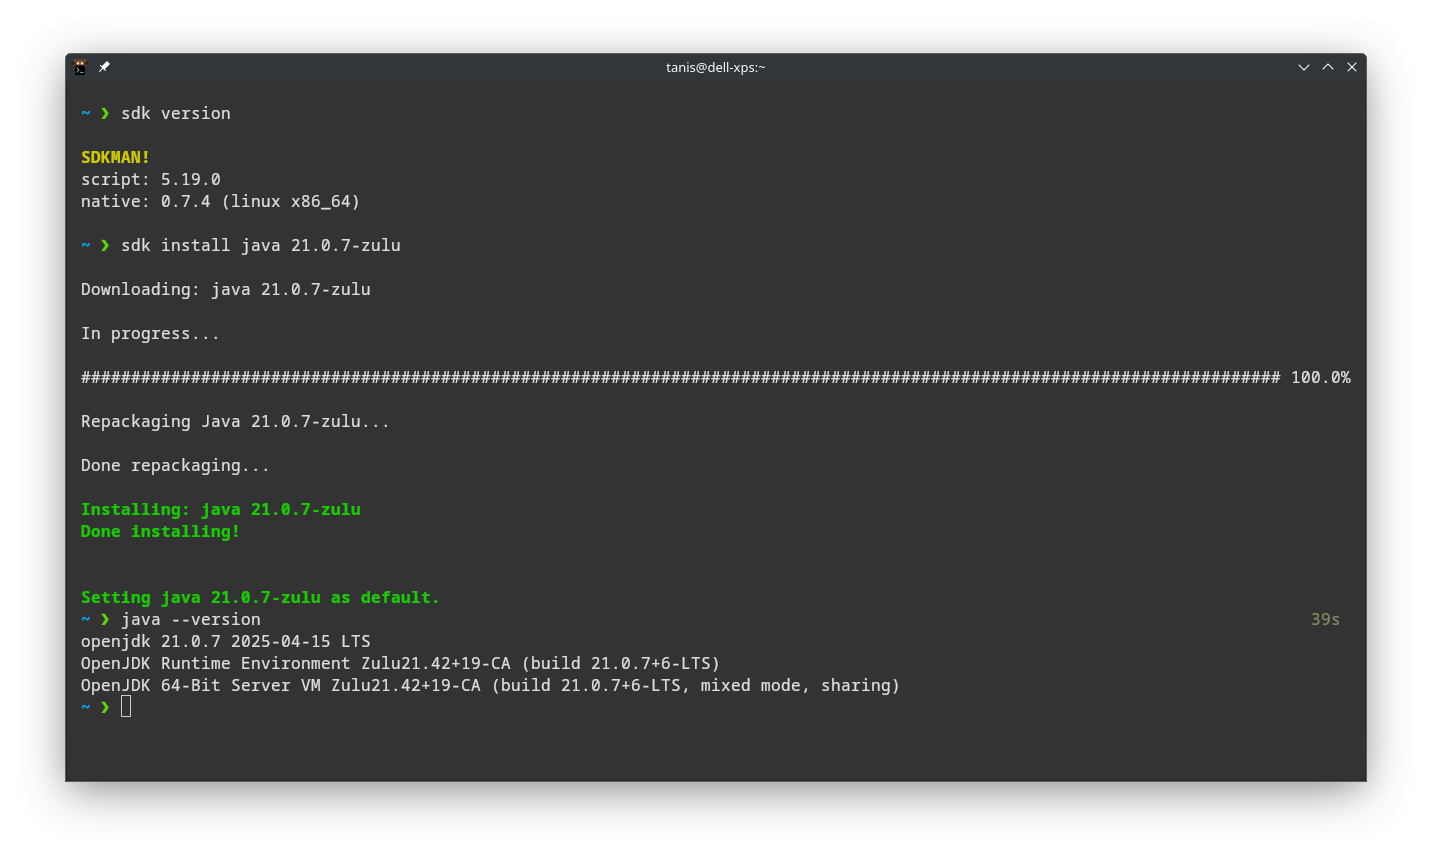 tanis@dell-xps:~
~ ❯ sdk version
SDKMAN!
script: 5.19.0
native: 0.7.4 (linux x86_64)
~ ❯ sdk install java 21.0.7-zulu
Downloading: java 21.0.7-zulu
In progress...
######################################################################################################################## 100.0%
Repackaging Java 21.0.7-zulu...
Done repackaging...
Installing: java 21.0.7-zulu
Done installing!
Setting java 21.0.7-zulu as default.
~ ❯ java --version 39s
openjdk 21.0.7 2025-04-15 LTS
OpenJDK Runtime Environment Zulu21.42+19-CA (build 21.0.7+6-LTS)
OpenJDK 64-Bit Server VM Zulu21.42+19-CA (build 21.0.7+6-LTS, mixed mode, sharing)
~ ❯